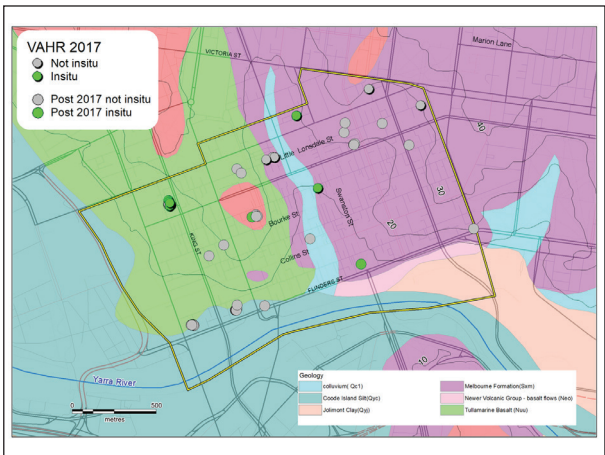 VAHR 2017
Not insitu
Insitu
Post 2017 not insitu
Post 2017 insitu
VICTORIA ST
Marion Lane
40
Little Lonsdille St
KING ST
Bourke St
Swanston St
30
20
Collins St
FLINDERS ST
10
Yarra River
0 500
metres
Geology
colluvium( Qc1)
Coode Island Silt(Qyc)
Jolimont Clay(Qyj)
Melbourne Formation(Sxm)
Newer Volcanic Group - basalt flows (Neo)
Tullamarine Basalt (Nuu)